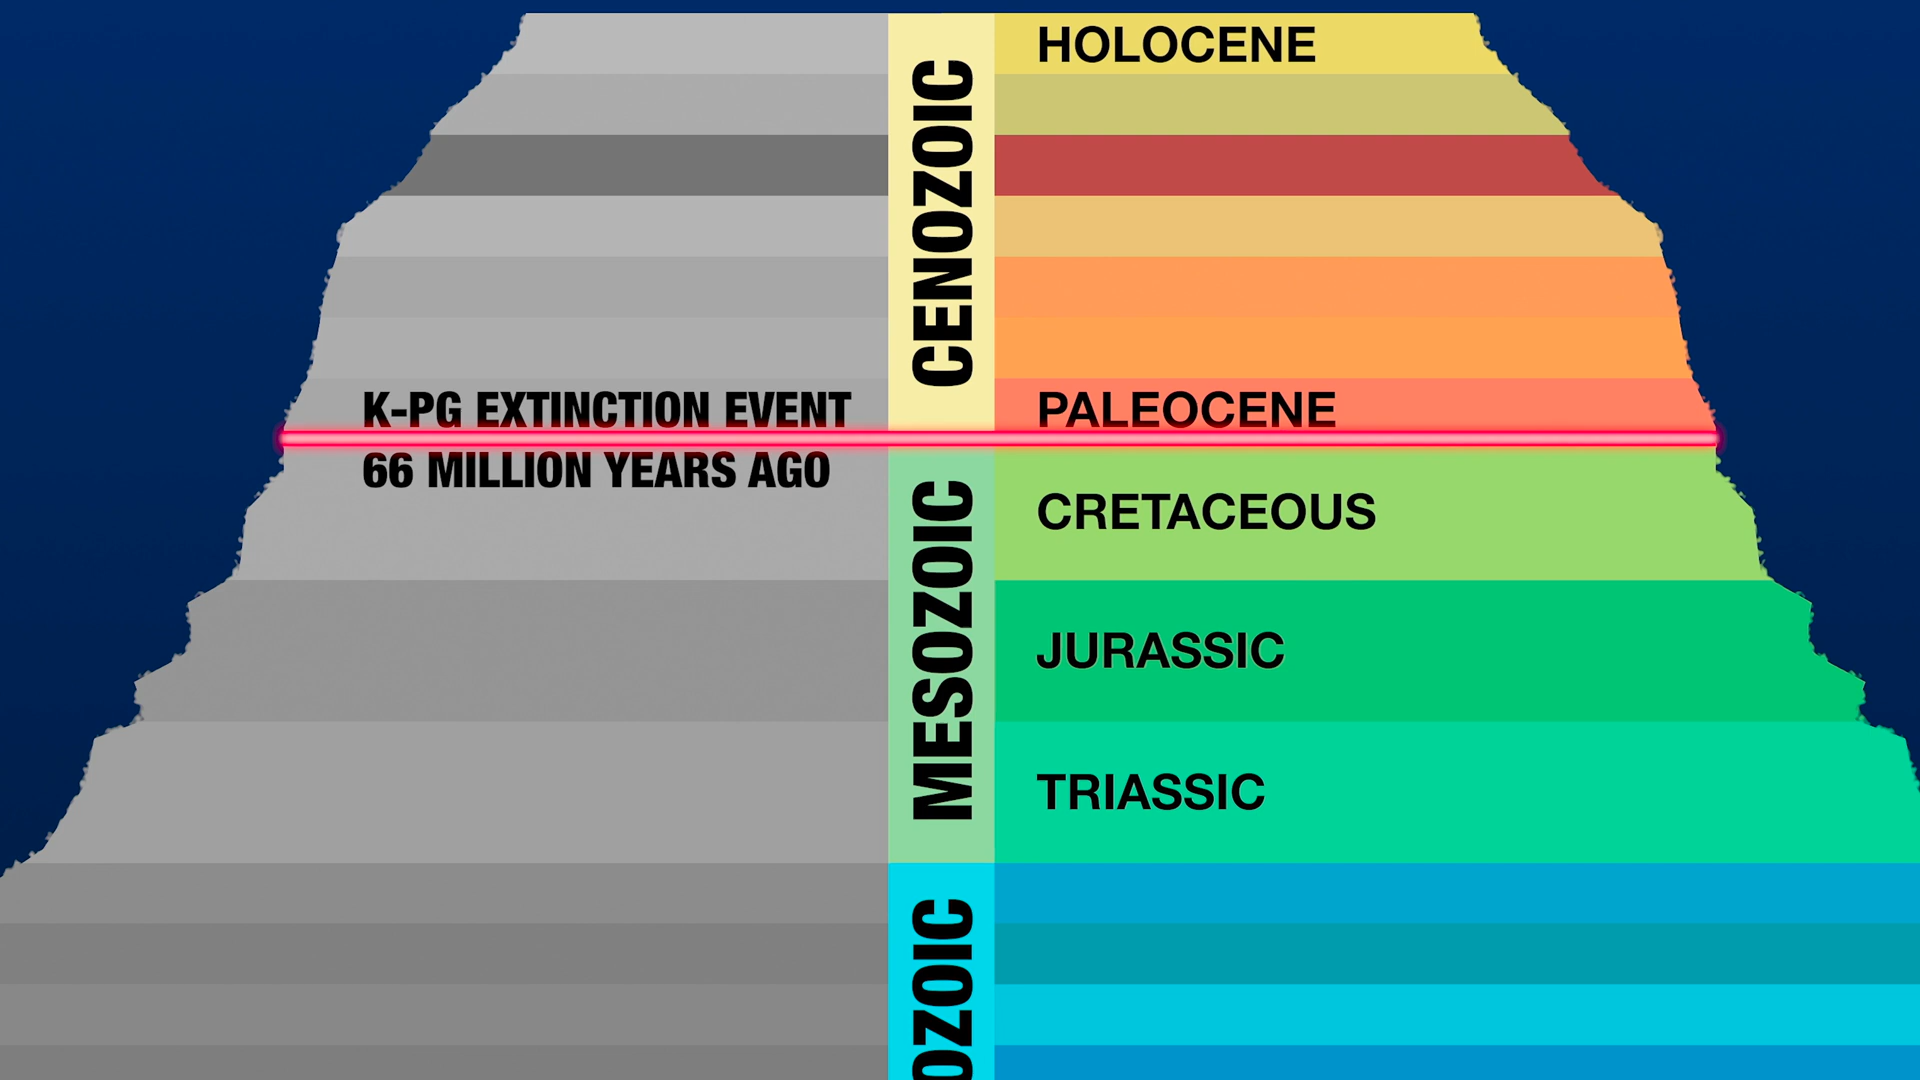 HOLOCENE
CENOZOIC
K-PG EXTINCTION EVENT
PALEOCENE
66 MILLION YEARS AGO
CRETACEOUS
MESOZOIC
JURASSIC
TRIASSIC
OZOIC